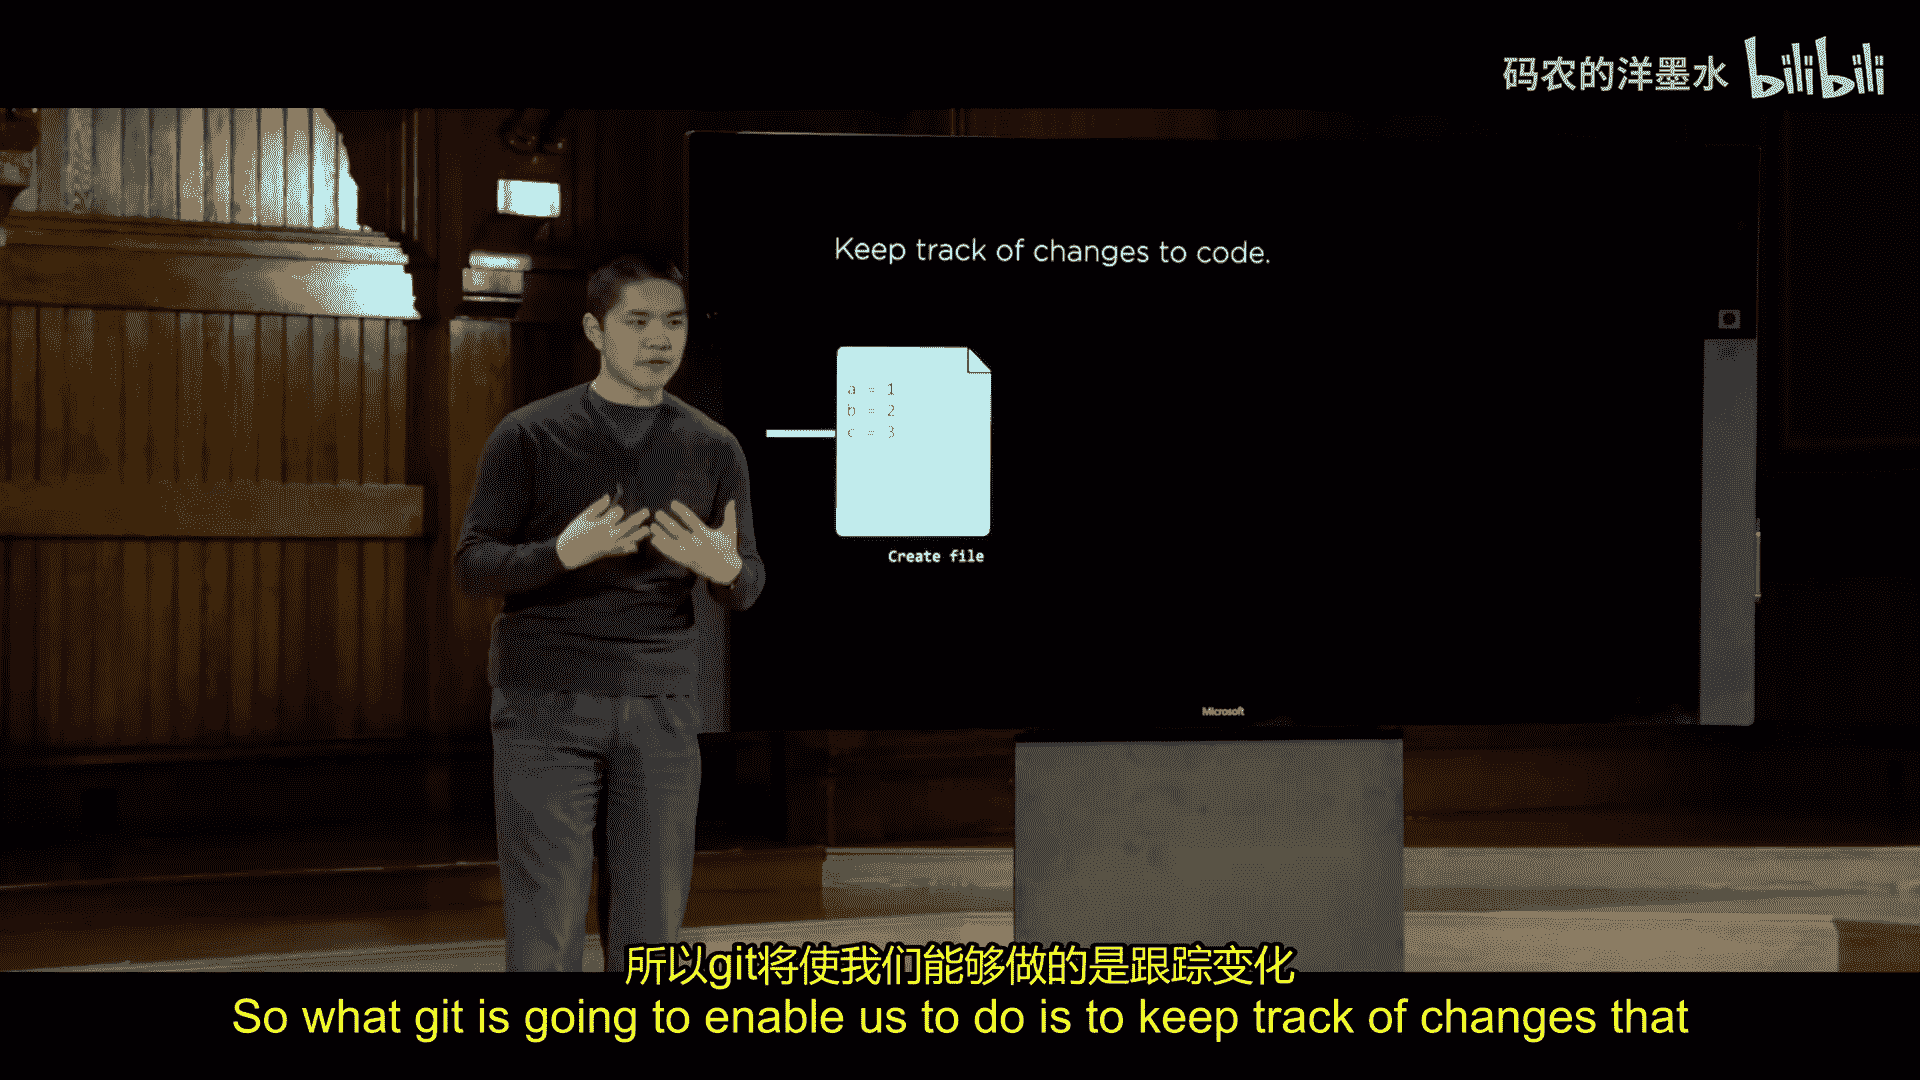 码农的洋墨水 bilibili
Keep track of changes to code.
a = 1
b = 2
c = 3
Create file
Microsoft
所以git将使我们能够做的是跟踪变化
So what git is going to enable us to do is to keep track of changes that